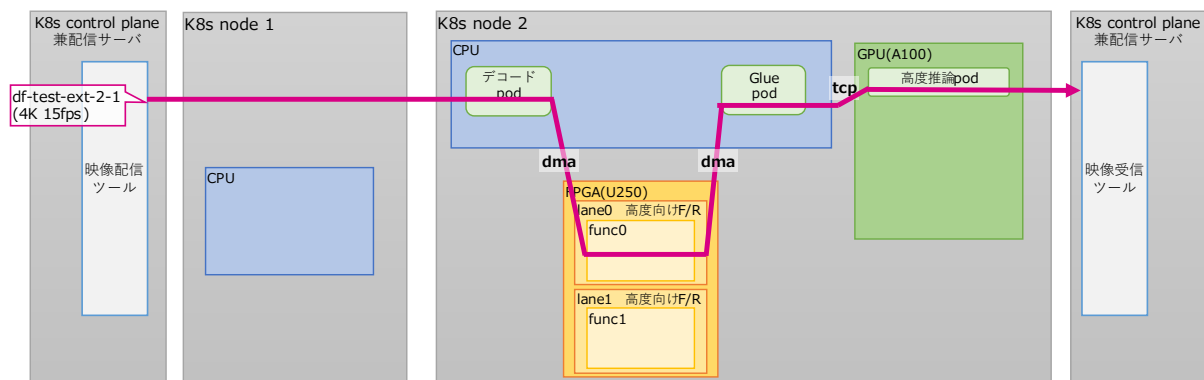 K8s control plane
兼配信サーバ
df-test-ext-2-1
(4K 15fps)
映像配信
ツール
K8s node 1
CPU
K8s node 2
CPU
デコード
pod
Glue
pod
dma
dma
tcp
GPU(A100)
高度推論pod
FPGA(U250)
lane0 高度向けF/R
func0
lane1 高度向けF/R
func1
K8s control plane
兼配信サーバ
映像受信
ツール